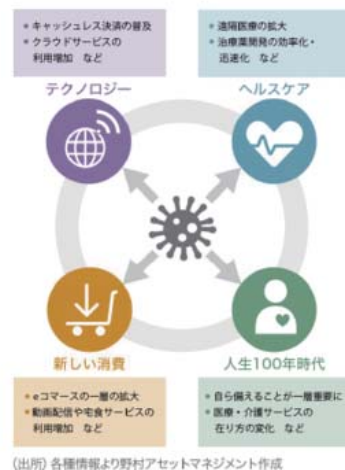 ● キャッシュレス決済の普及
● クラウドサービスの
利用増加 など
テクノロジー
● 遠隔医療の拡大
● 治療薬開発の効率化・
迅速化 など
ヘルスケア
新しい消費
● eコマースの一層の拡大
● 動画配信や宅食サービスの
利用増加 など
人生100年時代
● 自ら備えることが一層重要に
● 医療・介護サービスの
在り方の変化 など
(出所) 各種情報より野村アセットマネジメント作成